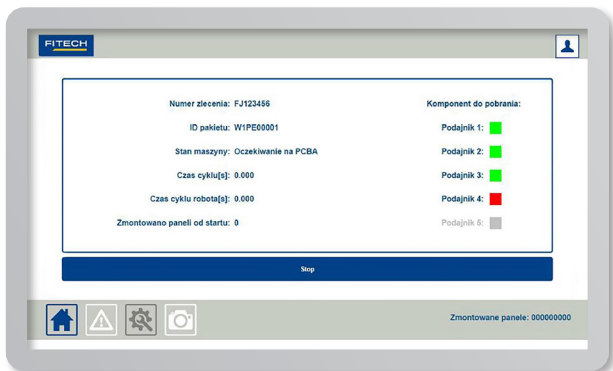 FITECH
Numer zlecenia: FJ123456
ID pakietu: W1PE00001
Stan maszyny: Oczekiwanie na PCBA
Czas cyklu[s]: 0.000
Czas cyklu robota[s]: 0.000
Zmontowano paneli od startu: 0
Komponent do pobrania:
Podajnik 1:
Podajnik 2:
Podajnik 3:
Podajnik 4:
Podajnik 5:
Stop
Zmontowane panele: 000000000